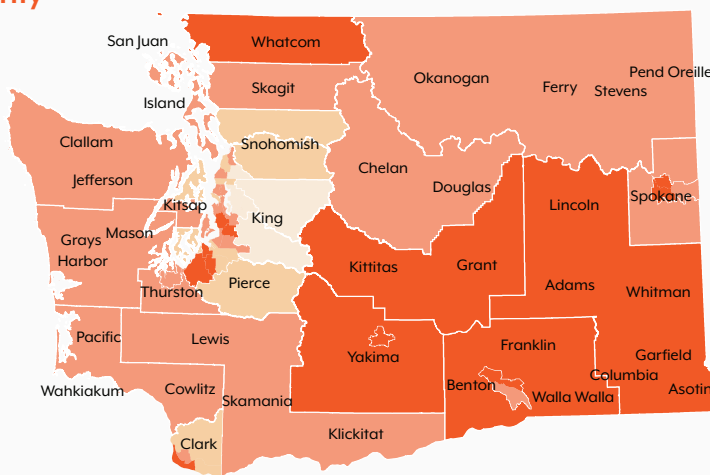 San Juan
Whatcom
Skagit
Okanogan
Ferry
Stevens
Pend Oreille
Island
Snohomish
Clallam
Chelan
Jefferson
Douglas
Kitsap
King
Lincoln
Spokane
Mason
Grays
Harbor
Kittitas
Grant
Adams
Whitman
Thurston
Pierce
Pacific
Lewis
Yakima
Franklin
Garfield
Columbia
Benton
Walla Walla
Asotin
Wahkiakum
Cowlitz
Skamania
Klickitat
Clark